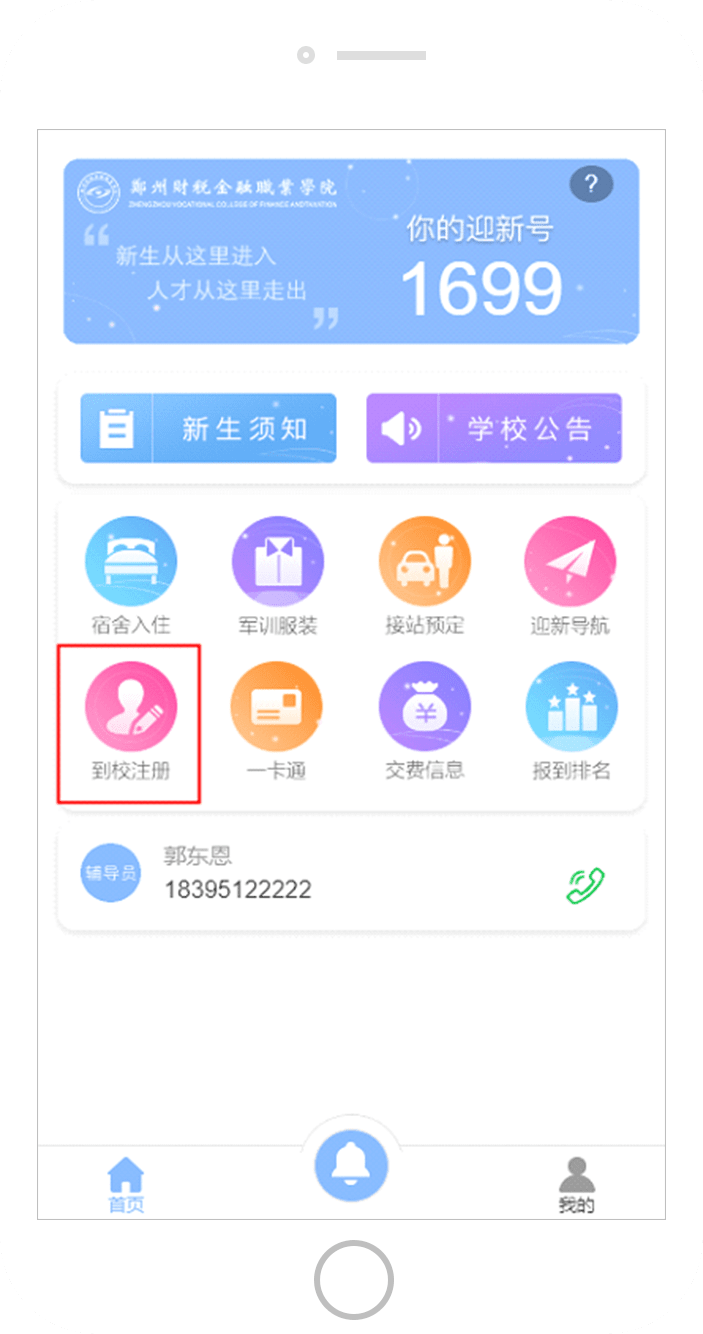 鄭州财税金融職業學院
ZHENGZHOU VOCATIONAL COLLEGE OF FINANCE AND TAXATION
?
你的迎新号
“
新生从这里进入
人才从这里走出
”
1699
新生须知
学校公告
宿舍入住
军训服装
接站预定
迎新导航
到校注册
一卡通
交费信息
报到排名
辅导员
郭东恩
18395122222
首页
我的